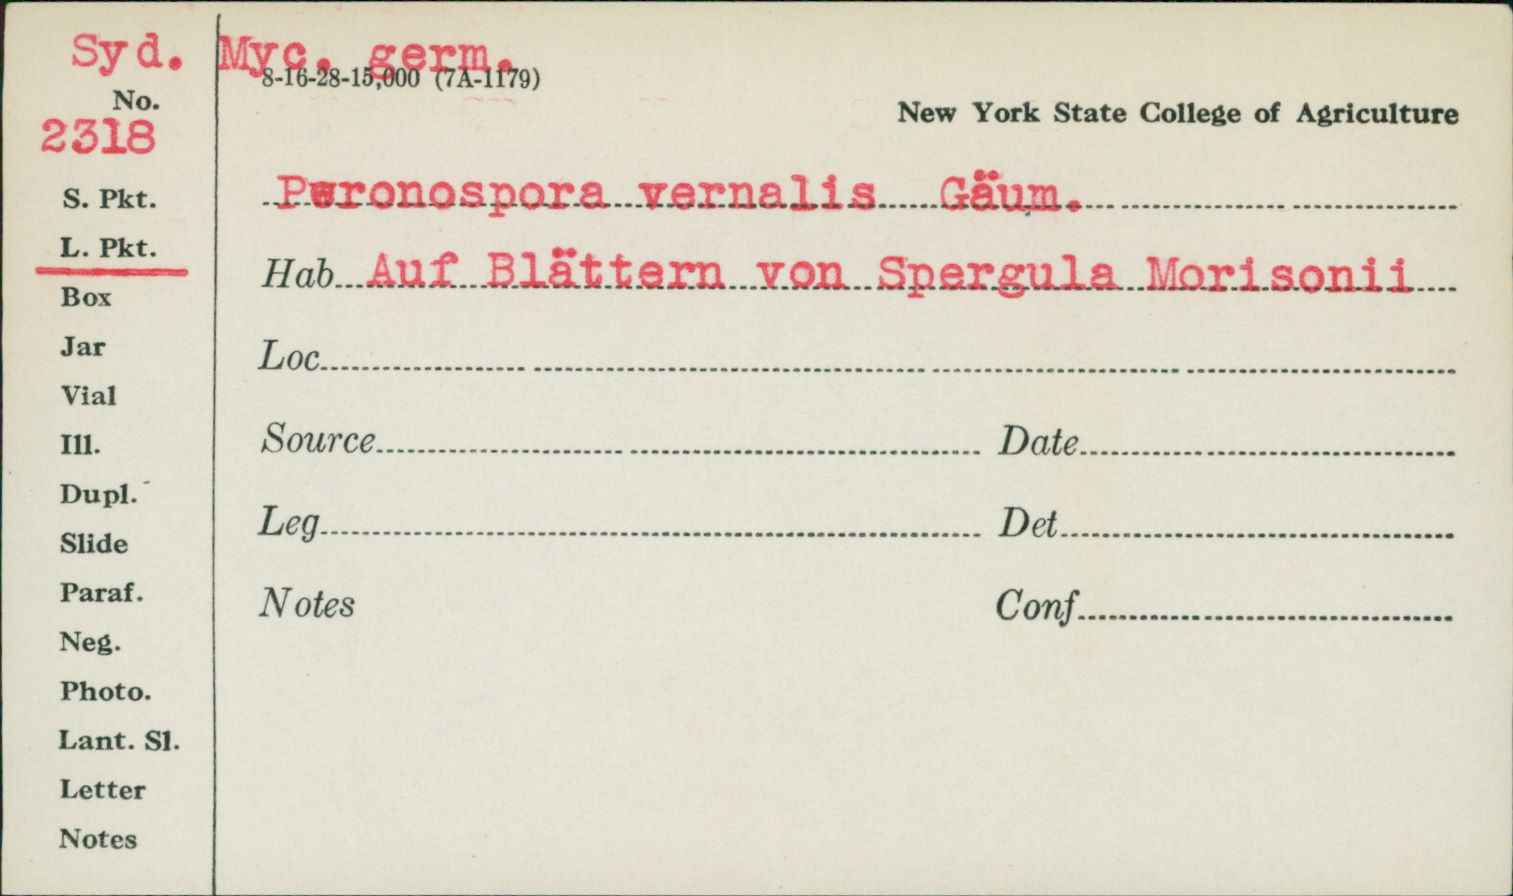 Syd. Myc. germ.
8-16-28-15,000 (7A-1179)
No.
New York State College of Agriculture
2318
S. Pkt.
Peronospora vernalis Gäum.
L. Pkt.
Hab. Auf Blättern von Spergula Morisonii
Box
Jar
Loc.
Vial
Ill.
Source Date
Dupl.
Slide
Leg. Det.
Paraf.
Notes Conf.
Neg.
Photo.
Lant. Sl.
Letter
Notes